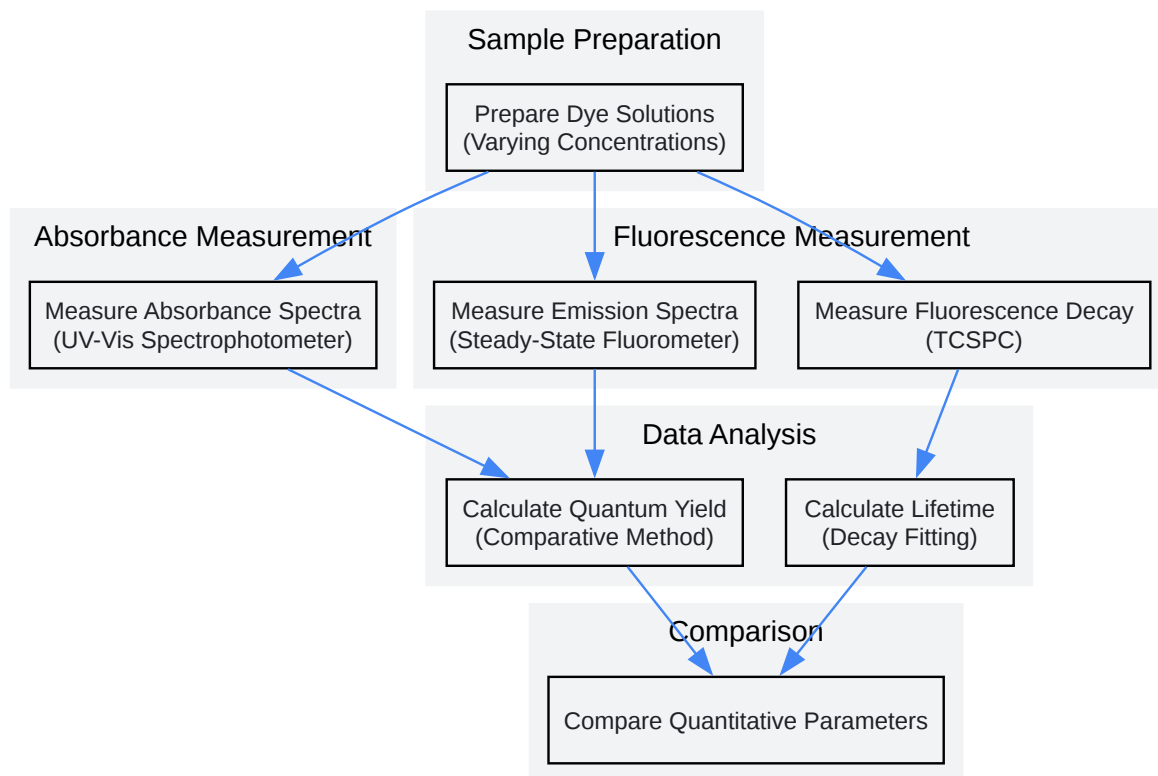 Sample Preparation
Prepare Dye Solutions
(Varying Concentrations)
Absorbance Measurement
Fluorescence Measurement
Measure Absorbance Spectra
(UV-Vis Spectrophotometer)
Measure Emission Spectra
(Steady-State Fluorometer)
Measure Fluorescence Decay
(TCSPC)
Data Analysis
Calculate Quantum Yield
(Comparative Method)
Calculate Lifetime
(Decay Fitting)
Comparison
Compare Quantitative Parameters